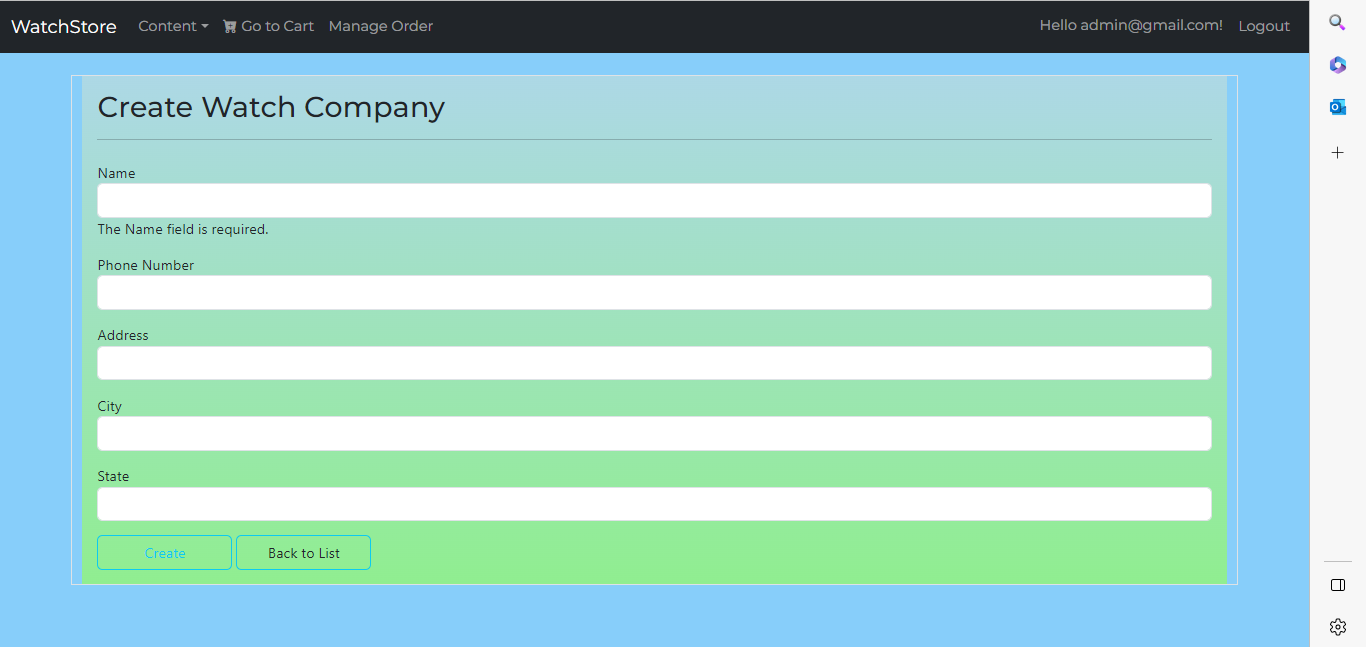 WatchStore Content Go to Cart Manage Order Hello admin@gmail.com! Logout
Create Watch Company
Name
The Name field is required.
Phone Number
Address
City
State
Create Back to List